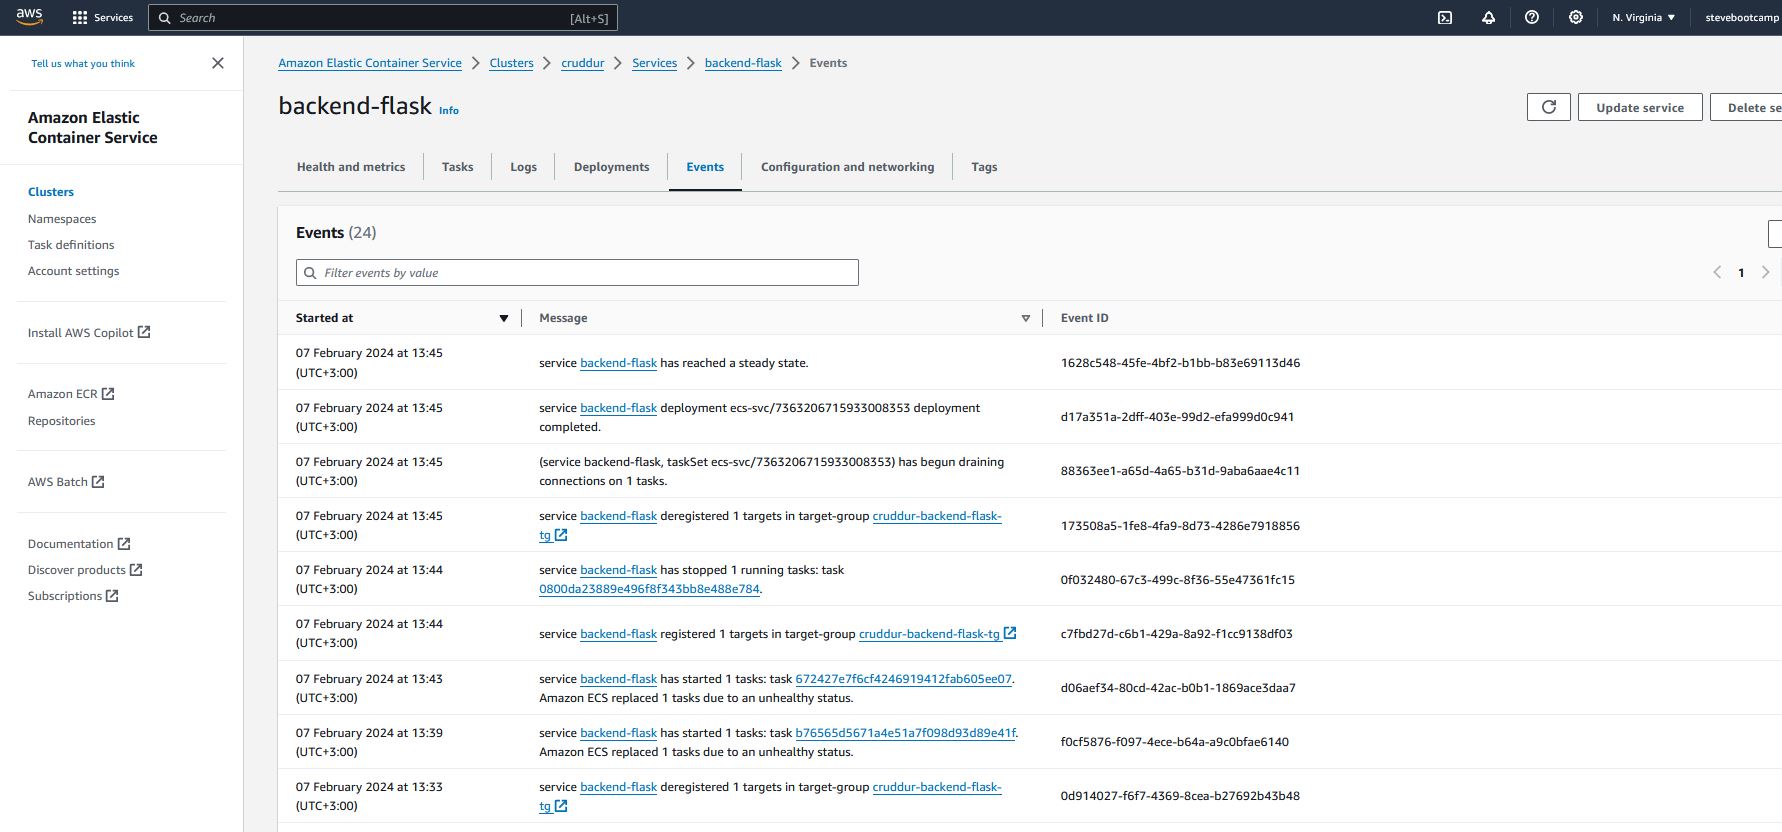 aws
Services
Search
[Alt+S]
N. Virginia
stevebootcamp
Tell us what you think
Amazon Elastic
Container Service
Clusters
Namespaces
Task definitions
Account settings
Install AWS Copilot
Amazon ECR
Repositories
AWS Batch
Documentation
Discover products
Subscriptions
Amazon Elastic Container Service > Clusters > cruddur > Services > backend-flask > Events
backend-flask Info
Update service
Delete se
Health and metrics
Tasks
Logs
Deployments
Events
Configuration and networking
Tags
Events (24)
Filter events by value
1
Started at
Message
Event ID
07 February 2024 at 13:45
(UTC+3:00)
service backend-flask has reached a steady state.
1628c548-45fe-4bf2-b1bb-b83e69113d46
07 February 2024 at 13:45
(UTC+3:00)
service backend-flask deployment ecs-svc/7363206715933008353 deployment
completed.
d17a351a-2dff-403e-99d2-efa999d0c941
07 February 2024 at 13:45
(UTC+3:00)
(service backend-flask, taskSet ecs-svc/7363206715933008353) has begun draining
connections on 1 tasks.
88363ee1-a65d-4a65-b31d-9aba6aae4c11
07 February 2024 at 13:45
(UTC+3:00)
service backend-flask deregistered 1 targets in target-group cruddur-backend-flask-
tg
173508a5-1fe8-4fa9-8d73-4286e7918856
07 February 2024 at 13:44
(UTC+3:00)
service backend-flask has stopped 1 running tasks: task
0800da23889e496f8f343bb8e488e784.
0f032480-67c3-499c-8f36-55e47361fc15
07 February 2024 at 13:44
(UTC+3:00)
service backend-flask registered 1 targets in target-group cruddur-backend-flask-tg
c7fbd27d-c6b1-429a-8a92-f1cc9138df03
07 February 2024 at 13:43
(UTC+3:00)
service backend-flask has started 1 tasks: task 672427e7f6cf4246919412fab605ee07.
Amazon ECS replaced 1 tasks due to an unhealthy status.
d06aef34-80cd-42ac-b0b1-1869ace3daa7
07 February 2024 at 13:39
(UTC+3:00)
service backend-flask has started 1 tasks: task b76565d5671a4e51a7f098d93d89e41f.
Amazon ECS replaced 1 tasks due to an unhealthy status.
f0cf5876-f097-4ece-b64a-a9c0bfae6140
07 February 2024 at 13:33
(UTC+3:00)
service backend-flask deregistered 1 targets in target-group cruddur-backend-flask-
tg
0d914027-f6f7-4369-8cea-b27692b43b48